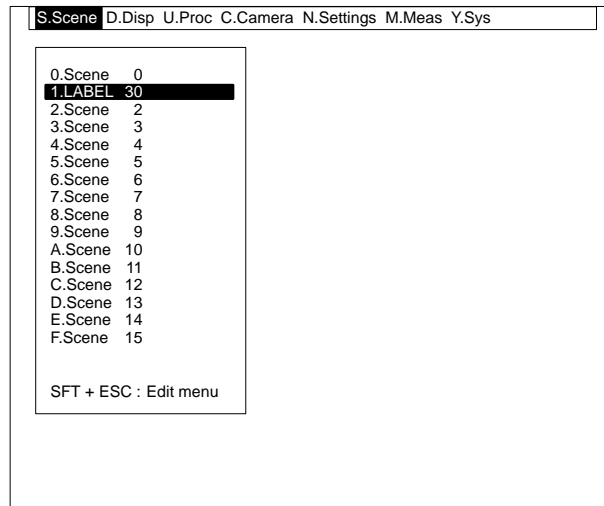 S.Scene D.Disp U.Proc C.Camera N.Settings M.Meas Y.Sys
0.Scene 0
1.LABEL 30
2.Scene 2
3.Scene 3
4.Scene 4
5.Scene 5
6.Scene 6
7.Scene 7
8.Scene 8
9.Scene 9
A.Scene 10
B.Scene 11
C.Scene 12
D.Scene 13
E.Scene 14
F.Scene 15
SFT + ESC : Edit menu